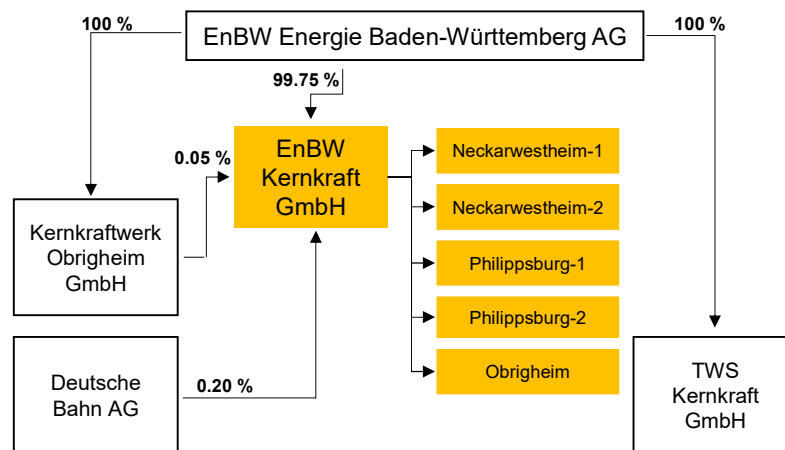 100 %
EnBW Energie Baden-Württemberg AG
100 %
99.75 %
EnBW
Kernkraft
GmbH
0.05 %
Neckarwestheim-1
Neckarwestheim-2
Philippsburg-1
Philippsburg-2
Obrigheim
Kernkraftwerk
Obrigheim
GmbH
Deutsche
Bahn AG
0.20 %
TWS
Kernkraft
GmbH